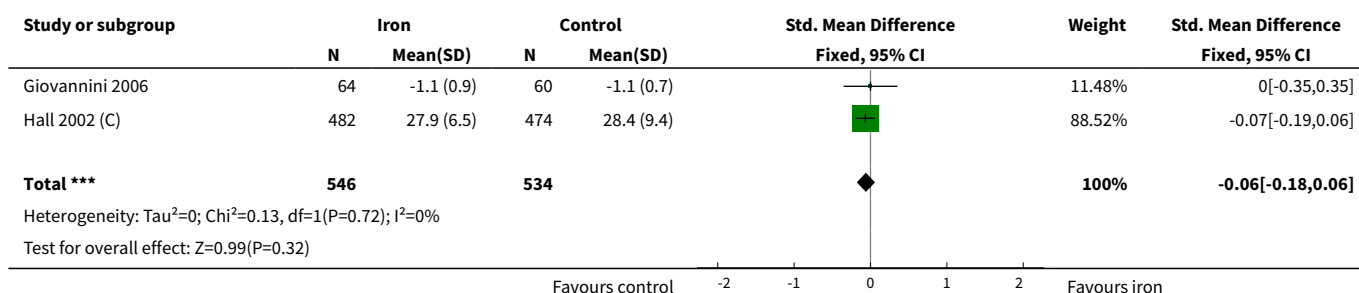 Study or subgroup Iron Control Std. Mean Difference Weight Std. Mean Difference
N Mean(SD) N Mean(SD) Fixed, 95% CI Fixed, 95% CI
Giovannini 2006 64 -1.1 (0.9) 60 -1.1 (0.7) 11.48% 0[-0.35,0.35]
Hall 2002 (C) 482 27.9 (6.5) 474 28.4 (9.4) 88.52% -0.07[-0.19,0.06]
Total *** 546 534 100% -0.06[-0.18,0.06]
Heterogeneity: Tau²=0; Chi²=0.13, df=1(P=0.72); I²=0%
Test for overall effect: Z=0.99(P=0.32)
Favours control -2 -1 0 1 2 Favours iron